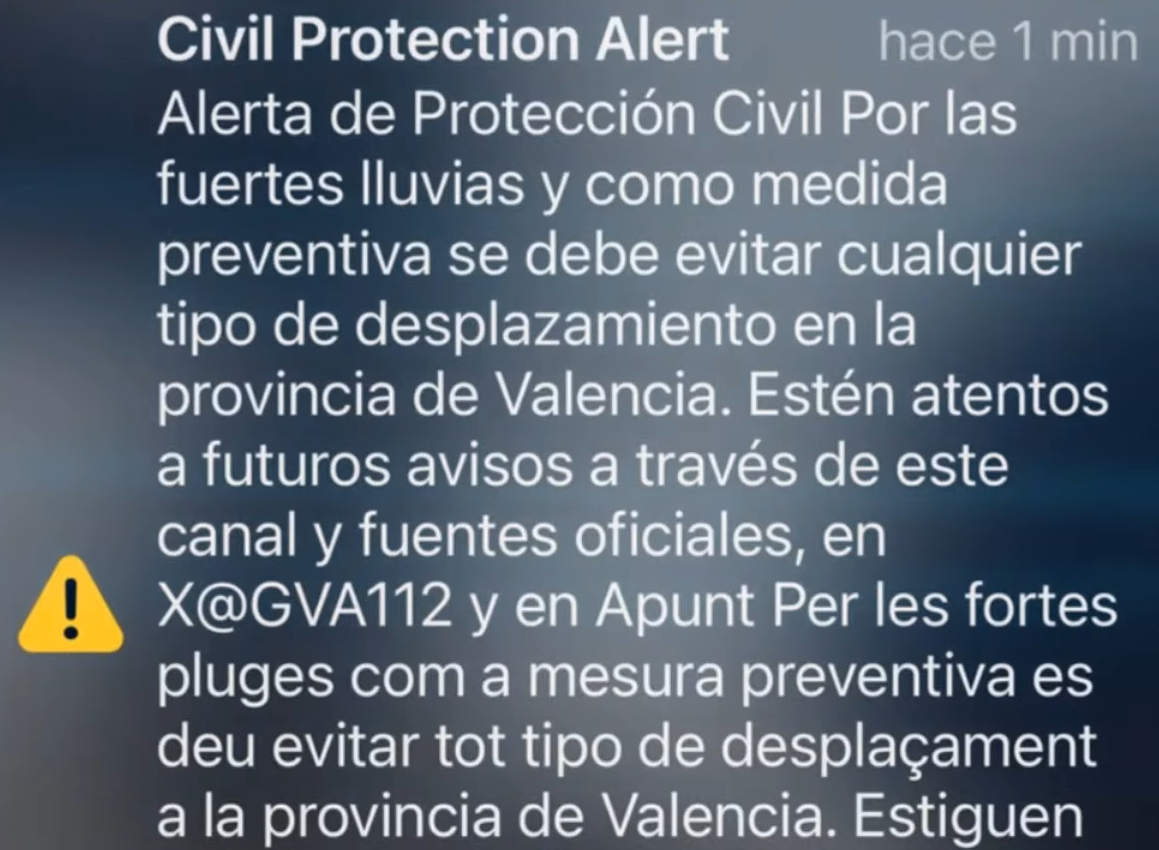 Civil Protection Alert hace 1 min
Alerta de Protección Civil Por las
fuertes lluvias y como medida
preventiva se debe evitar cualquier
tipo de desplazamiento en la
provincia de Valencia. Estén atentos
a futuros avisos a través de este
canal y fuentes oficiales, en
X@GVA112 y en Apunt Per les fortes
pluges com a mesura preventiva es
deu evitar tot tipo de desplaçament
a la provincia de Valencia. Estiguen